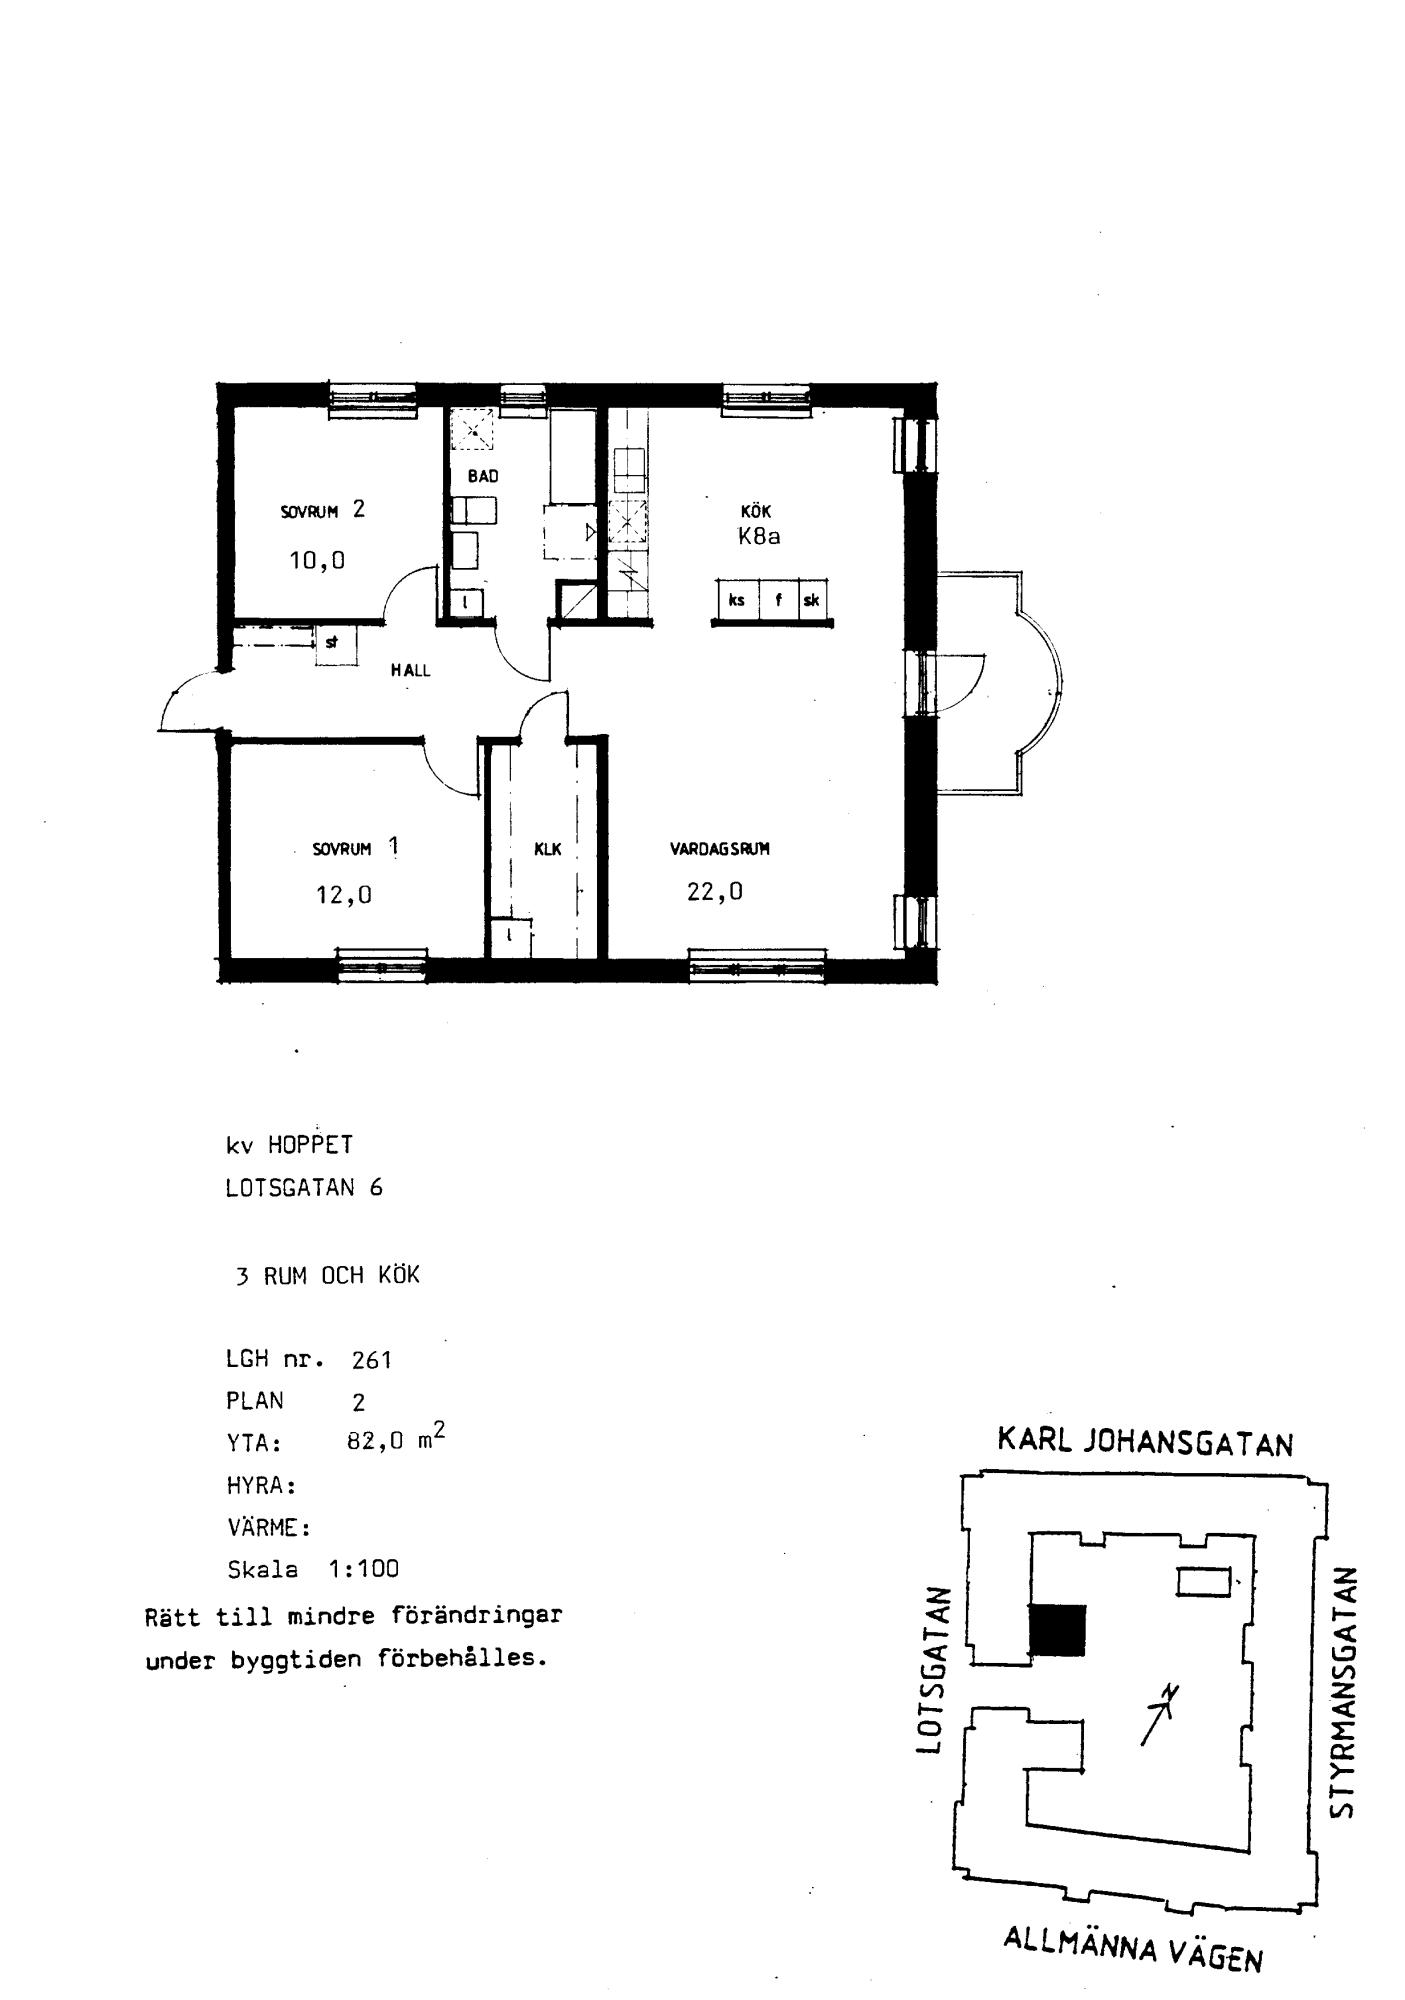 BAD
SOVRUM 2
10,0
KÖK
K8a
l
ks f sk
st
HALL
SOVRUM 1
12,0
KLK
l
VARDAGSRUM
22,0
kv HOPPET
LOTSGATAN 6
3 RUM OCH KÖK
LGH nr. 261
PLAN 2
YTA: 82,0 m²
HYRA:
VÄRME:
Skala 1:100
Rätt till mindre förändringar
under byggtiden förbehålles.
KARL JOHANSGATAN
LOTSGATAN
STYRMANSGATAN
N
ALLMÄNNA VÄGEN